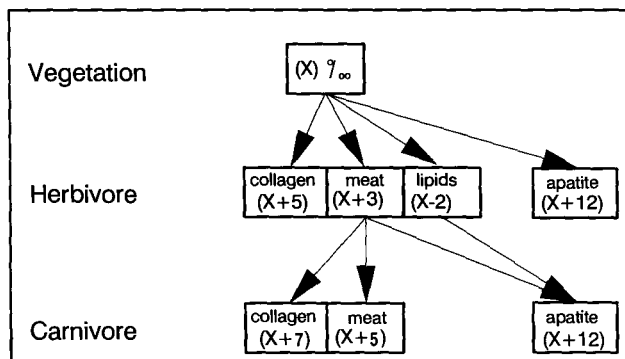 Vegetation
(X) ‰
Herbivore
collagen
(X+5)
meat
(X+3)
lipids
(X-2)
apatite
(X+12)
Carnivore
collagen
(X+7)
meat
(X+5)
apatite
(X+12)